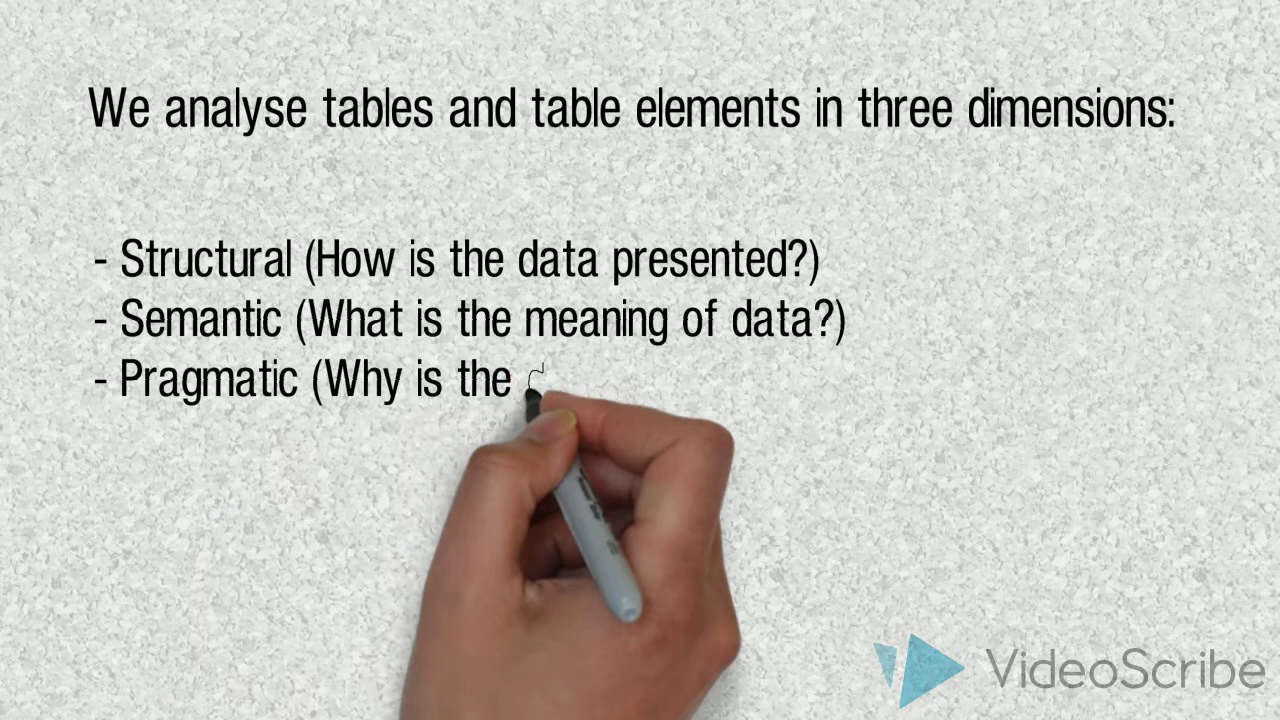 We analyse tables and table elements in three dimensions:
- Structural (How is the data presented?)
- Semantic (What is the meaning of data?)
- Pragmatic (Why is the
VideoScribe